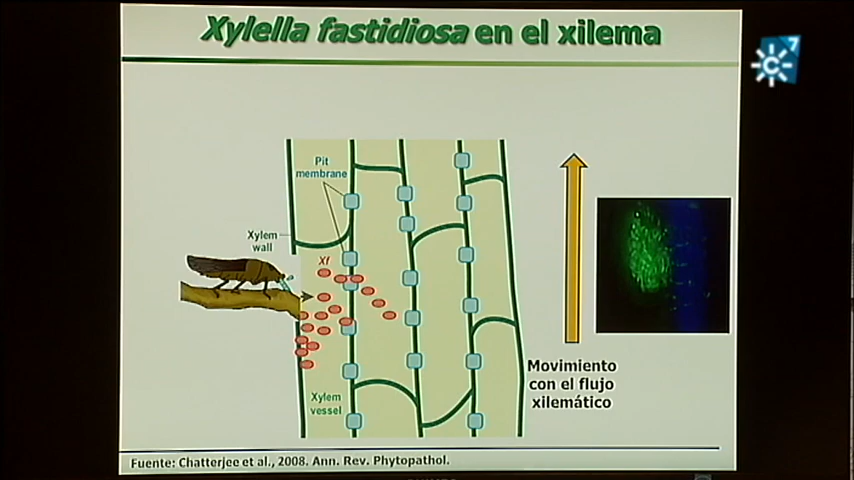 Xylella fastidiosa en el xilema
C7
Pit
membrane
Xylem
wall
Xf
Xylem
vessel
Movimiento
con el flujo
xilemático
Fuente: Chatterjee et al., 2008. Ann. Rev. Phytopathol.